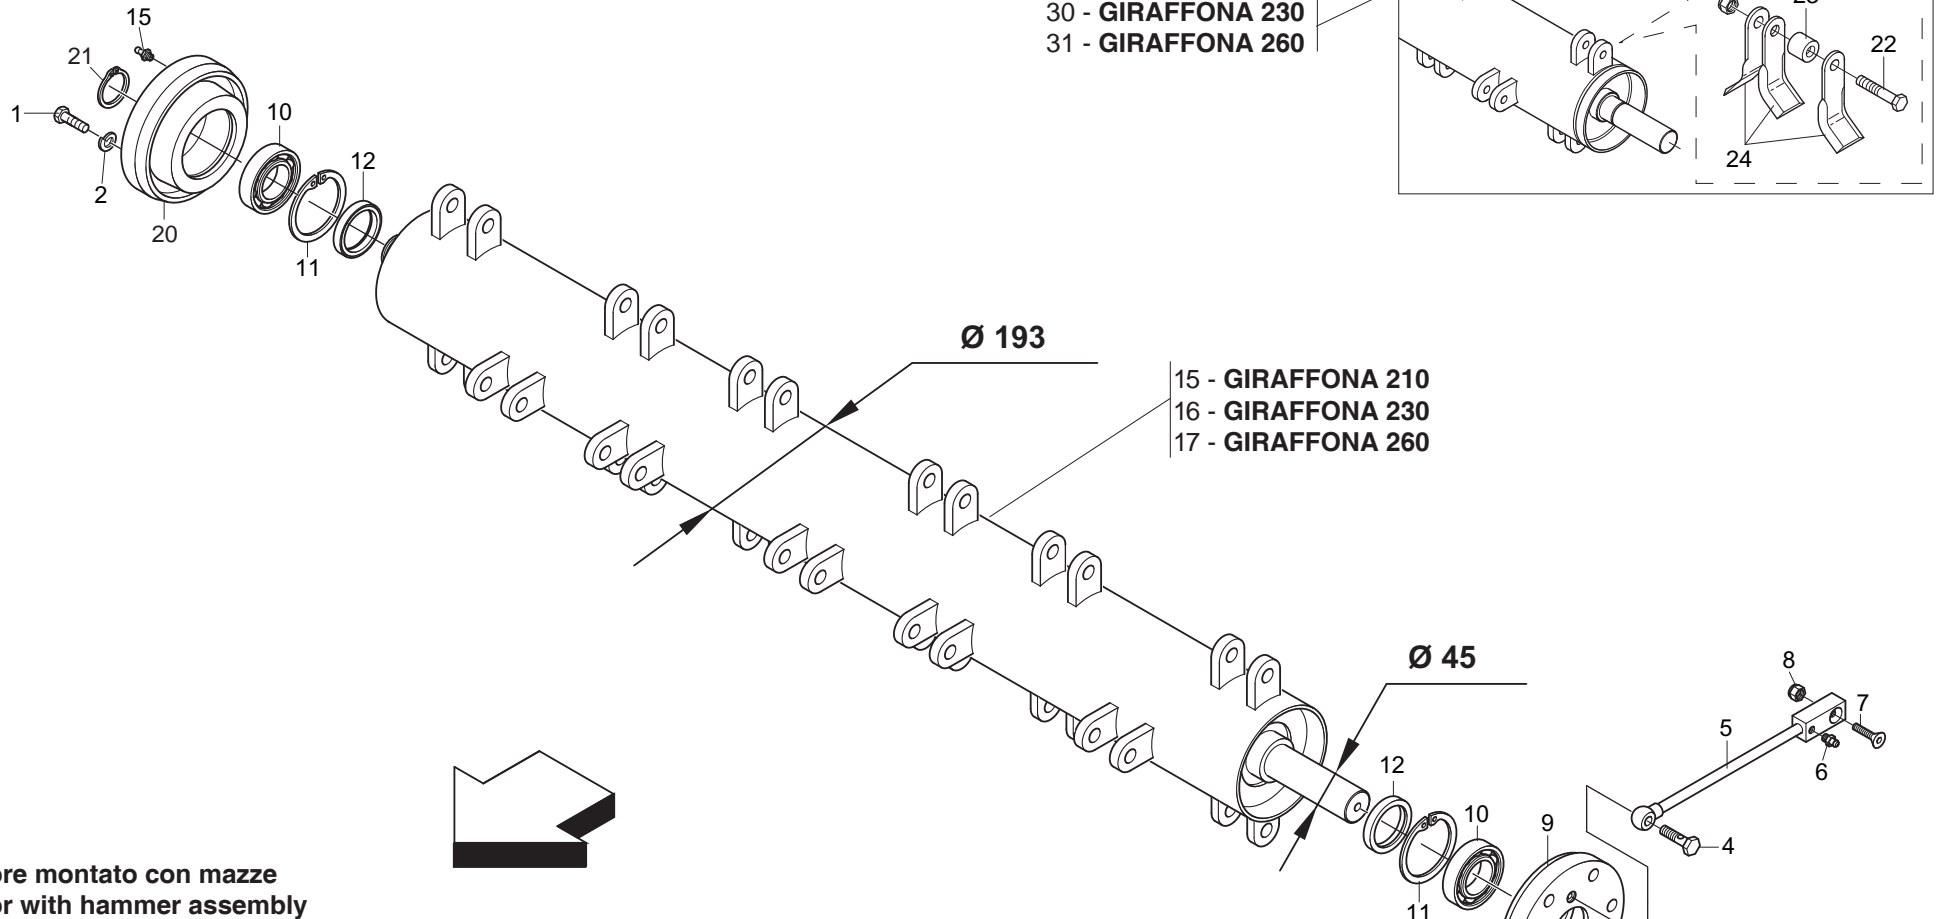 15
21
1
2
20
10
11
12
30 - GIRAFFONA 230
31 - GIRAFFONA 260
22
24
Ø 193
15 - GIRAFFONA 210
16 - GIRAFFONA 230
17 - GIRAFFONA 260
Ø 45
8
7
5
6
4
12
10
9
11
montato con mazze
with hammer assembly